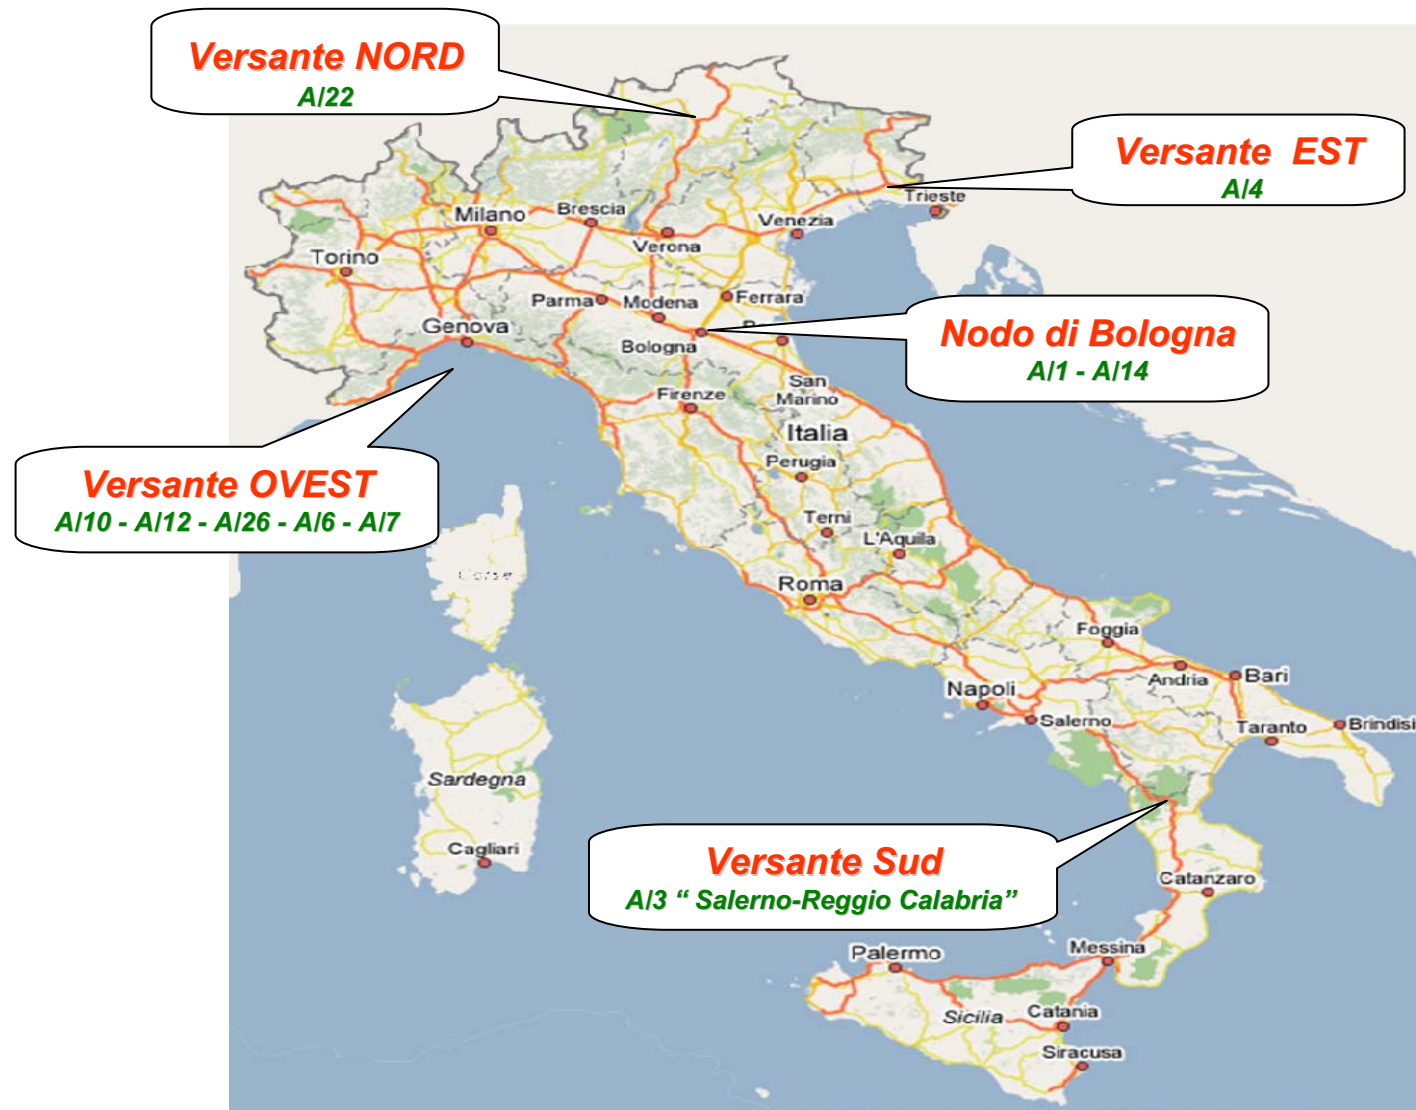 Versante NORD
A/22
Versante EST
A/4
Trieste
Milano
Brescia
Venezia
Verona
Torino
Parma
Modena
Ferrara
Genova
Bologna
Nodo di Bologna
A/1 - A/14
San
Marino
Firenze
Italia
Perugia
Versante OVEST
A/10 - A/12 - A/26 - A/6 - A/7
Terni
L'Aquila
Corse
Roma
Foggia
Andria
Bari
Napoli
Salerno
Taranto
Brindisi
Sardegna
Cagliari
Versante Sud
A/3 “ Salerno-Reggio Calabria”
Catanzaro
Messina
Palermo
Sicilia
Catania
Siracusa